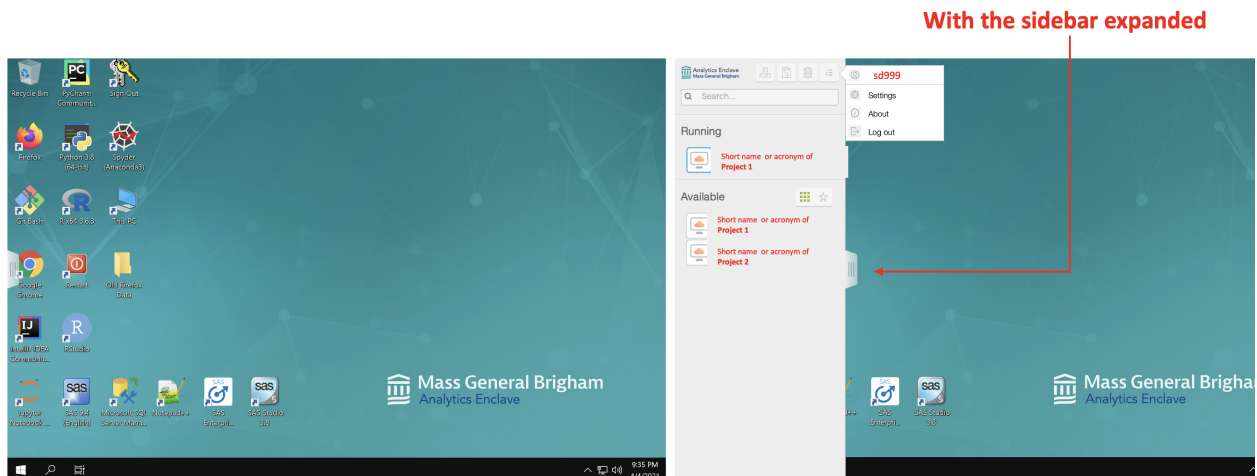 With the sidebar expanded
Recycle Bin
PyCharm
Communit...
Sign Out
Firefox
Python 3.8
(64-bit)
Spyder
(Anaconda3)
Git Bash
R x64 3.6.3
This PC
Google
Chrome
Restart
Old Firefox
Data
IntelliJ IDEA
Communit...
RStudio
Jupyter
Notebook ...
SAS 9.4
(English)
Microsoft SQL
Server Mana...
Notepad++
SAS
Enterpri...
SAS Studio
3.8
Mass General Brigham
Analytics Enclave
9:35 PM
4/4/2021
Analytics Enclave
Mass General Brigham
Search...
Running
Short name or acronym of
Project 1
Available
Short name or acronym of
Project 1
Short name or acronym of
Project 2
sd999
Settings
About
Log out
SAS
Enterpri...
SAS Studio
3.8
Mass General Brigha
Analytics Enclave